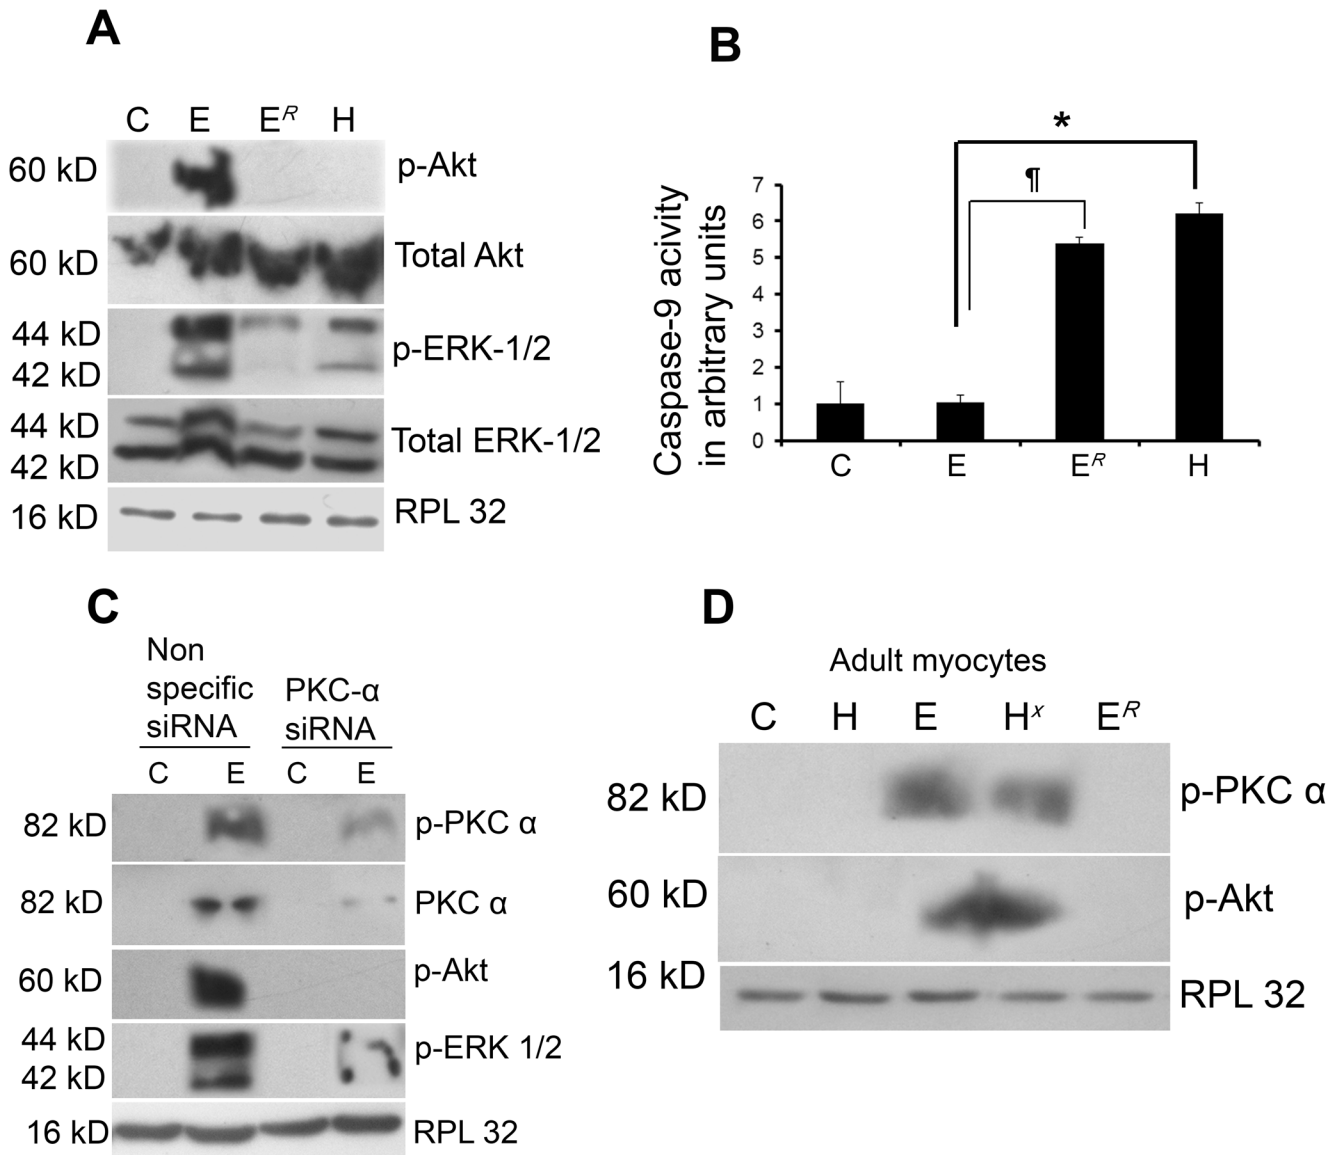 A
C E E^R H
60 kD p-Akt
60 kD Total Akt
44 kD
p-ERK-1/2
42 kD
44 kD
Total ERK-1/2
42 kD
16 kD RPL 32
B
*
¶
Caspase-9 acivity
in arbitrary units
7
6
5
4
3
2
1
0
C E E^R H
C
Non
specific
siRNA
PKC-α
siRNA
C E C E
82 kD p-PKC α
82 kD PKC α
60 kD p-Akt
44 kD
p-ERK 1/2
42 kD
16 kD RPL 32
D
Adult myocytes
C H E H^x E^R
82 kD p-PKC α
60 kD p-Akt
16 kD RPL 32